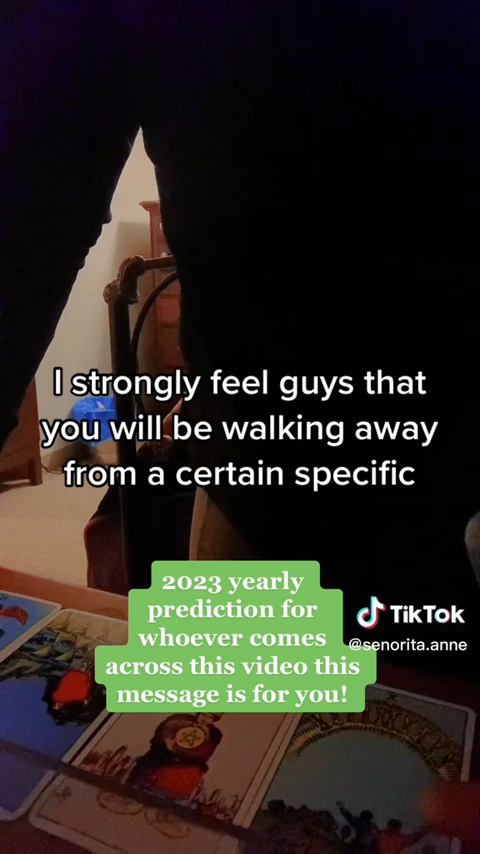 I strongly feel guys that
you will be walking away
from a certain specific
2023 yearly
prediction for
whoever comes
across this video this
message is for you!
TikTok
@senorita.anne